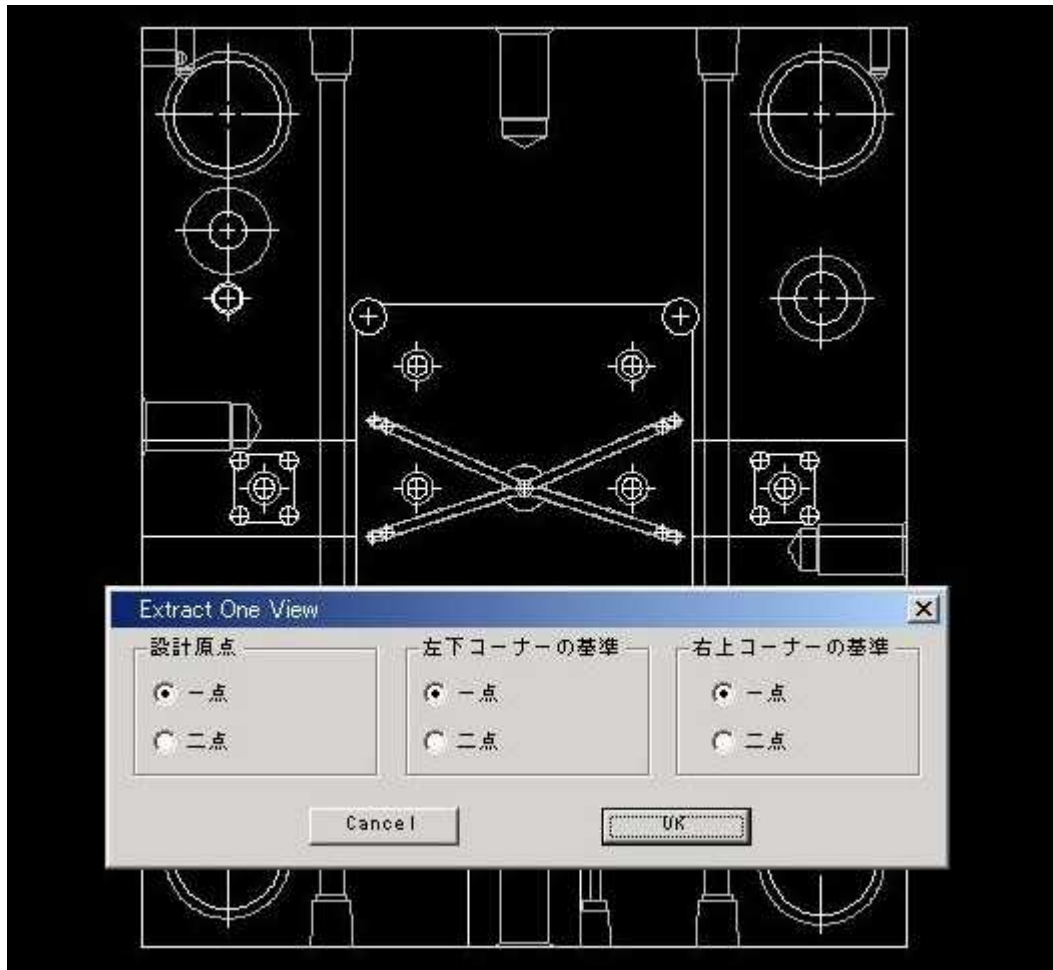 Extract One View
設計原点
一点
二点
左下コーナーの基準
一点
二点
右上コーナーの基準
一点
二点
Cancel
OK